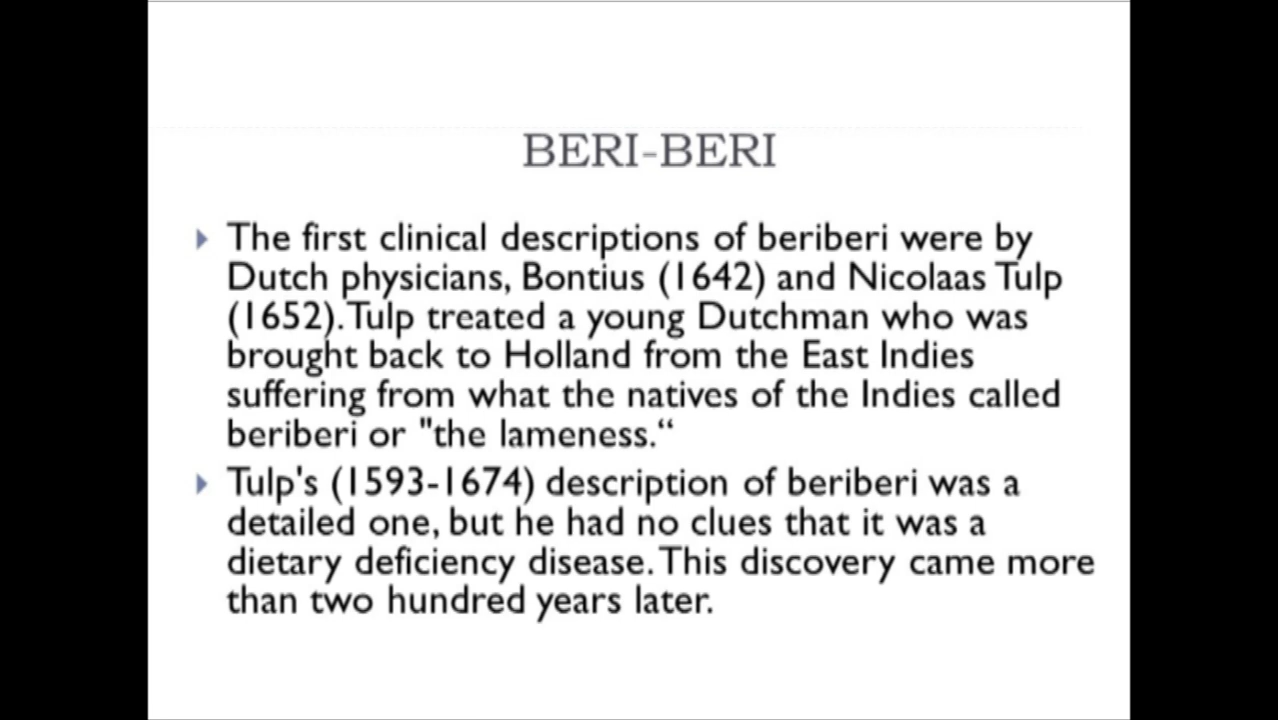 BERI-BERI
The first clinical descriptions of beriberi were by
Dutch physicians, Bontius (1642) and Nicolaas Tulp
(1652). Tulp treated a young Dutchman who was
brought back to Holland from the East Indies
suffering from what the natives of the Indies called
beriberi or "the lameness.“
Tulp's (1593-1674) description of beriberi was a
detailed one, but he had no clues that it was a
dietary deficiency disease. This discovery came more
than two hundred years later.